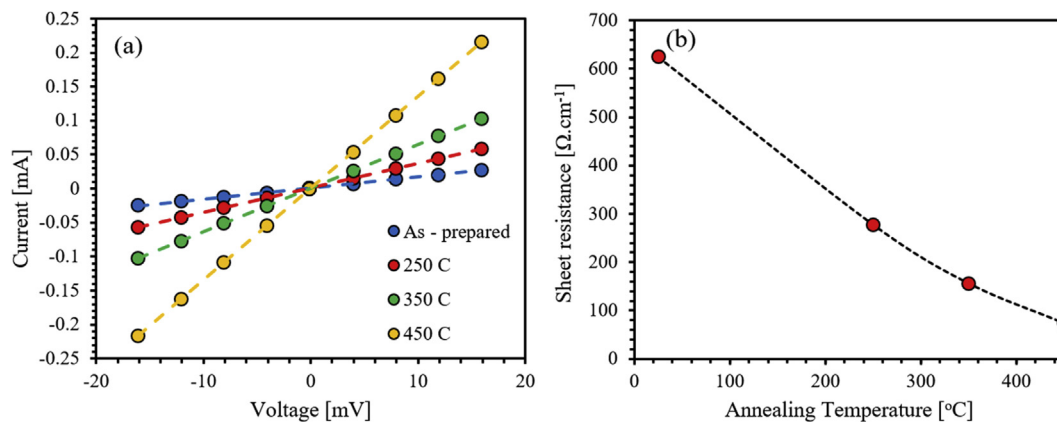 (a)
0.25
0.2
0.15
0.1
0.05
0
-0.05
-0.1
-0.15
-0.2
-0.25
Current [mA]
-20
-10
0
10
20
Voltage [mV]
As - prepared
250 C
350 C
450 C
(b)
700
600
500
400
300
200
100
0
Sheet resistance [Ω.cm⁻¹]
0
100
200
300
400
Annealing Temperature [°C]